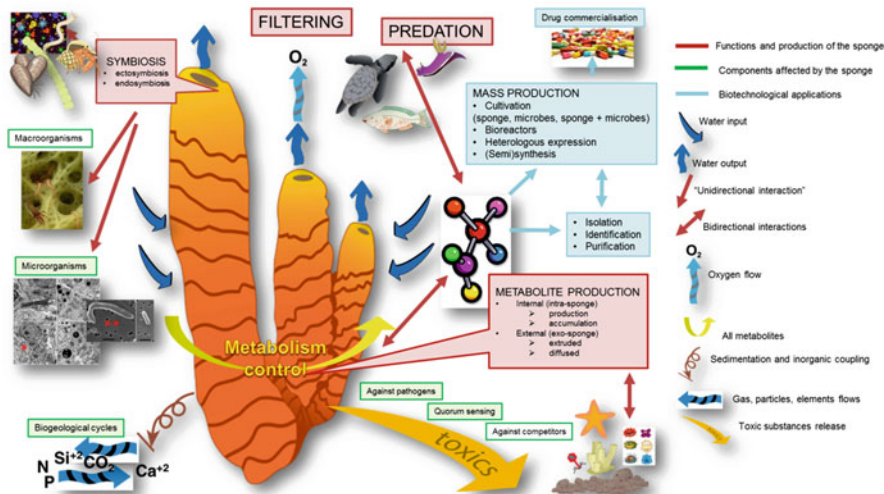 FILTERING
PREDATION
Drug commercialisation
SYMBIOSIS
• ectosymbiosis
• endosymbiosis
O2
MASS PRODUCTION
• Cultivation
(sponge, microbes, sponge + microbes)
• Bioreactors
• Heterologous expression
• (Semi)synthesis
Macroorganisms
• Isolation
• Identification
• Purification
Microorganisms
METABOLITE PRODUCTION
• Internal (intra-sponge)
➢ production
➢ accumulation
• External (exo-sponge)
➢ extruded
➢ diffused
Metabolism
control
Against pathogens
Quorum sensing
Against competitors
toxics
Biogeological cycles
Si+2
CO2
N
P
Ca+2
Functions and production of the sponge
Components affected by the sponge
Biotechnological applications
Water input
Water output
"Unidirectional interaction"
Bidirectional interactions
O2
Oxygen flow
All metabolites
Sedimentation and inorganic coupling
Gas, particles, elements flows
Toxic substances release